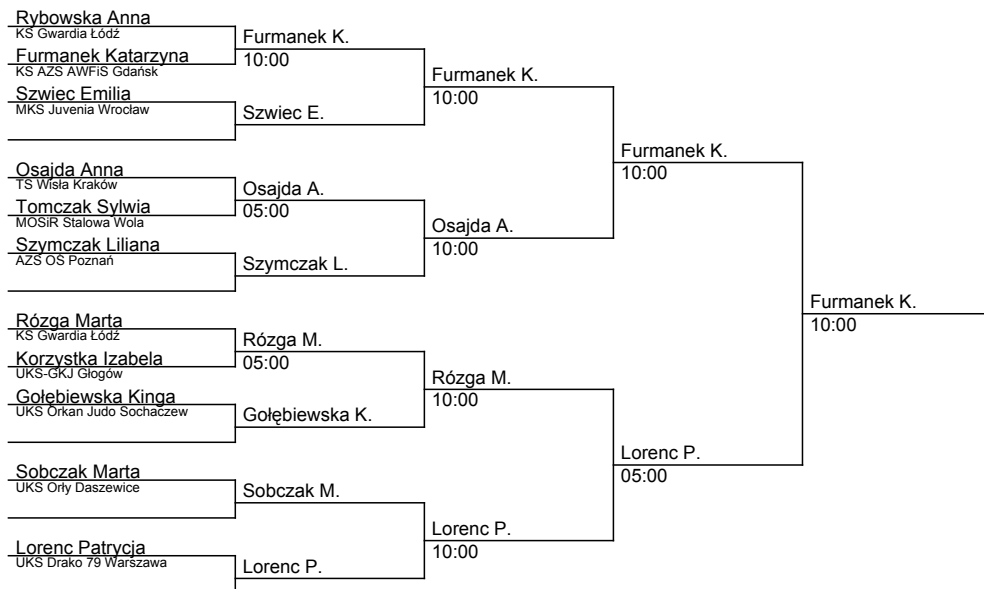 Rybowska Anna
KS Gwardia Łódź
Furmanek K.
10:00
Furmanek Katarzyna
KS AZS AWFiS Gdańsk
Furmanek K.
10:00
Szwiec Emilia
MKS Juvenia Wrocław
Szwiec E.
Furmanek K.
10:00
Osajda Anna
TS Wisła Kraków
Osajda A.
05:00
Tomczak Sylwia
MOSiR Stalowa Wola
Osajda A.
10:00
Szymczak Liliana
AZS OŚ Poznań
Szymczak L.
Furmanek K.
10:00
Rózga Marta
KS Gwardia Łódź
Rózga M.
05:00
Korzystka Izabela
UKS-GKJ Głogów
Rózga M.
10:00
Gołębiewska Kinga
UKS Orkan Judo Sochaczew
Gołębiewska K.
Lorenc P.
05:00
Sobczak Marta
UKS Orły Daszewice
Sobczak M.
Lorenc P.
10:00
Lorenc Patrycja
UKS Drako 79 Warszawa
Lorenc P.